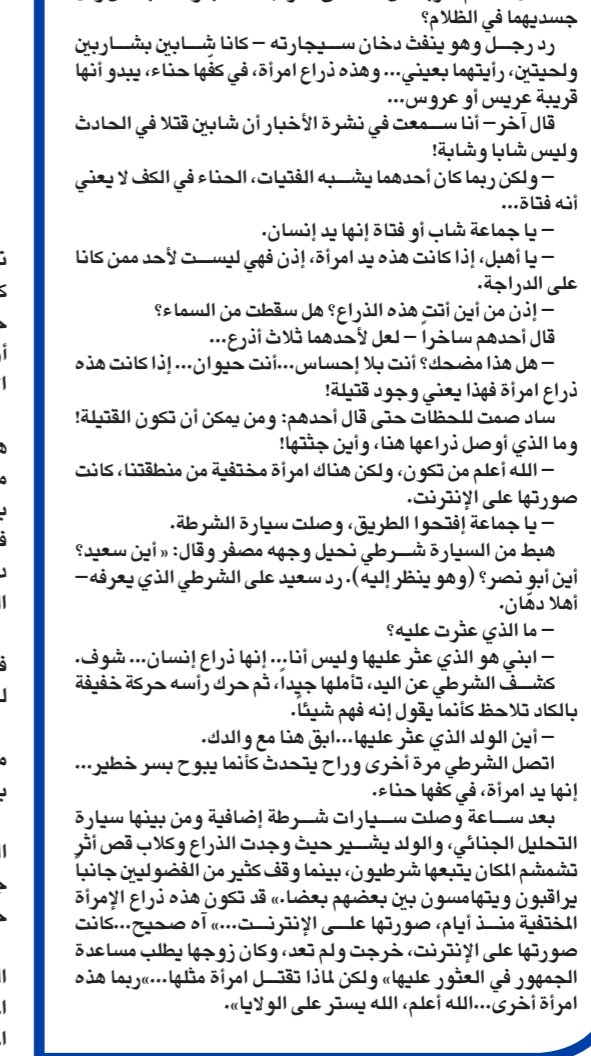 جسديهما في الظلام؟
رد رجل وهو ينفث دخان سيجارته – كانا شابين بشاربين
ولحيتين، رأيتهما بعيني... وهذه ذراع امرأة، في كفّها حناء، يبدو أنها
قريبة عريس أو عروس...
قال آخر– أنا سمعت في نشرة الأخبار أن شابين قتلا في الحادث
وليس شابا وشابة!
– ولكن ربما كان أحدهما يشبه الفتيات، الحناء في الكف لا يعني
أنه فتاة...
– يا جماعة شاب أو فتاة إنها يد إنسان.
– يا أهبل، إذا كانت هذه يد امرأة، إذن فهي ليست لأحد ممن كانا
على الدراجة.
– إذن من أين أتتِ هذه الذراع؟ هل سقطت من السماء؟
قال أحدهم ساخراً – لعل لأحدهما ثلاث أذرع...
– هل هذا مضحك؟ أنت بلا إحساس...أنت حيوان... إذا كانت هذه
ذراع امرأة فهذا يعني وجود قتيلة!
ساد صمت للحظات حتى قال أحدهم: ومن يمكن أن تكون القتيلة!
وما الذي أوصل ذراعها هنا، وأين جثتها!
– الله أعلم من تكون، ولكن هناك امرأة مختفية من منطقتنا، كانت
صورتها على الإنترنت.
– يا جماعة إفتحوا الطريق، وصلت سيارة الشرطة.
هبط من السيارة شرطي نحيل وجهه مصفر وقال: « أين سعيد؟
أين أبو نصر؟ (وهو ينظر إليه). رد سعيد على الشرطي الذي يعرفه–
أهلا دهّان.
– ما الذي عثرت عليه؟
– ابني هو الذي عثر عليها وليس أنا... إنها ذراع إنسان... شوف.
كشف الشرطي عن اليد، تأملها جيداً، ثم حرك رأسه حركة خفيفة
بالكاد تلاحظ كأنما يقول إنه فهم شيئاً.
– أين الولد الذي عثر عليها...ابق هنا مع والدك.
اتصل الشرطي مرة أخرى وراح يتحدث كأنما يبوح بسر خطير...
إنها يد امرأة، في كفها حناء.
بعد ساعة وصلت سيارات شرطة إضافية ومن بينها سيارة
التحليل الجنائي، والولد يشير حيث وجدت الذراع وكلاب قص أثر
تشمشم المكان يتبعها شرطيون، بينما وقف كثير من الفضوليين جانباً
يراقبون ويتهامسون بين بعضهم بعضا.» قد تكون هذه ذراع الإمرأة
المختفية منذ أيام، صورتها على الإنترنت...» آه صحيح...كانت
صورتها على الإنترنت، خرجت ولم تعد، وكان زوجها يطلب مساعدة
الجمهور في العثور عليها» ولكن لماذا تقتل امرأة مثلها...»ربما هذه
امرأة أخرى...الله أعلم، الله يستر على الولايا».